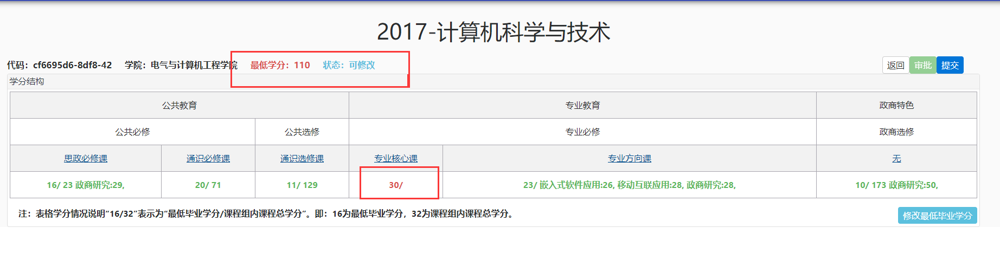 2017-计算机科学与技术
代码：cf6695d6-8df8-42 学院：电气与计算机工程学院 最低学分：110 状态：可修改 返回 审批 提交
学分结构
公共教育 专业教育 政商特色
公共必修 公共选修 专业必修 政商选修
思政必修课 通识必修课 通识选修课 专业核心课 专业方向课 无
16/ 23 政商研究:29, 20/ 71 11/ 129 30/ 23/ 嵌入式软件应用:26, 移动互联应用:28, 政商研究:28, 10/ 173 政商研究:50,
注：表格学分情况说明“16/32”表示为“最低毕业学分/课程组内课程总学分”。即：16为最低毕业学分，32为课程组内课程总学分。
修改最低毕业学分